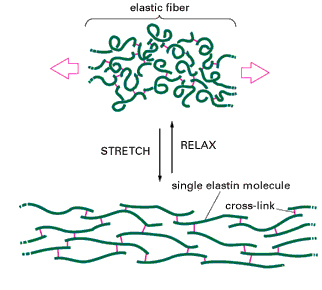 elastic fiber
STRETCH
RELAX
single elastin molecule
cross-link